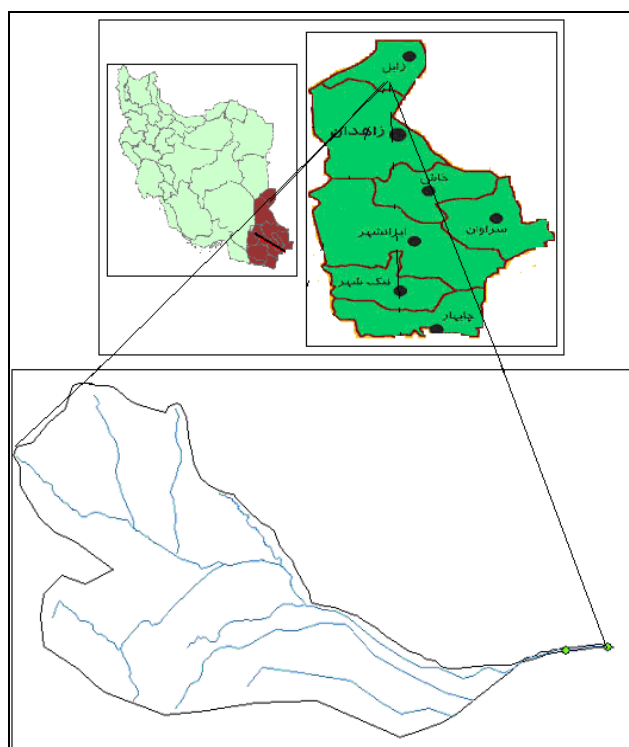 زابل
زاهدان
خاش
سراوان
ایرانشهر
نیک شهر
چابهار